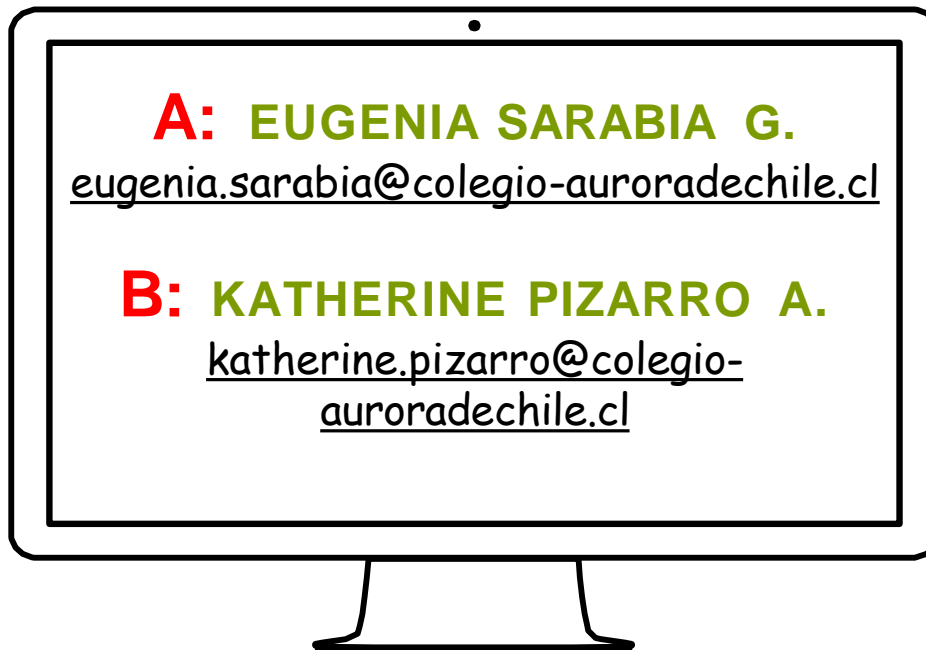 A: EUGENIA SARABIA G.
eugenia.sarabia@colegio-auroradechile.cl
B: KATHERINE PIZARRO A.
katherine.pizarro@colegio-
auroradechile.cl